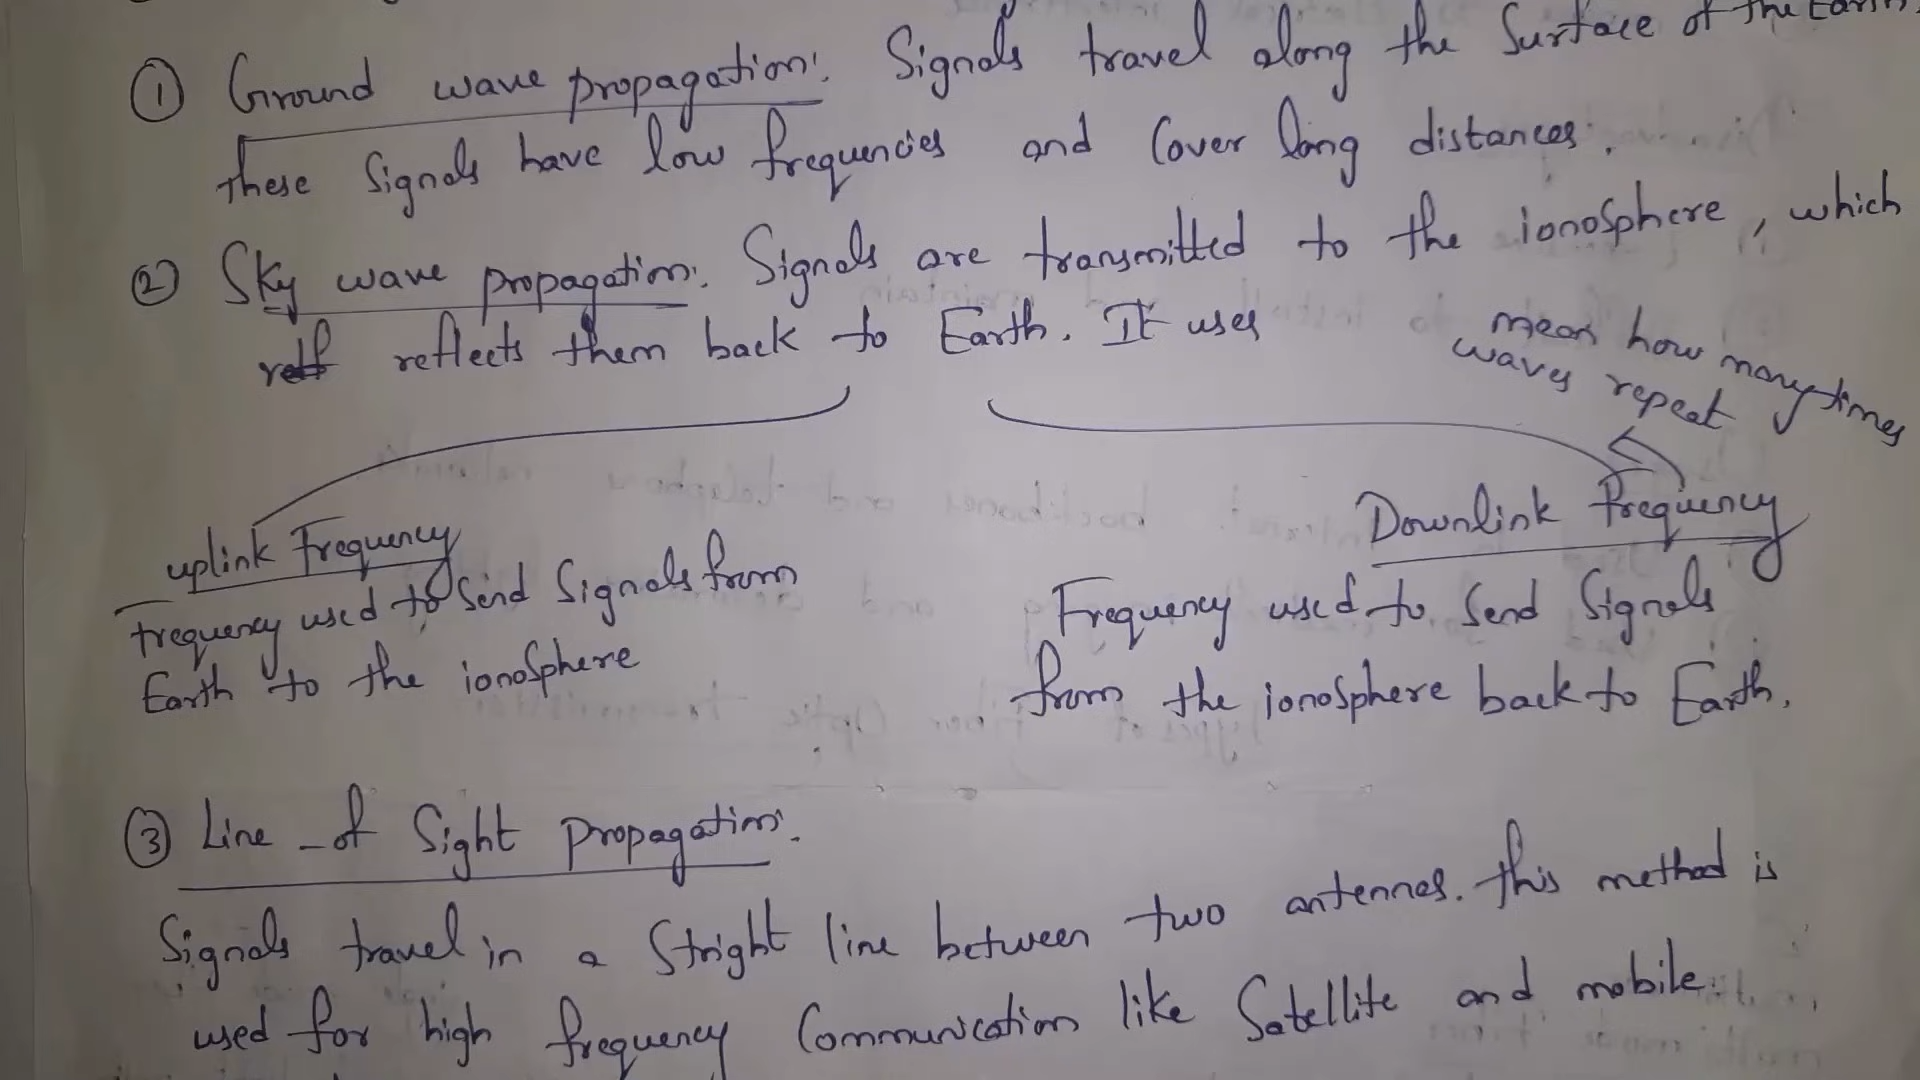 ① Ground wave propagation: Signals travel along the Surface of the Earth.
these Signals have low frequencies and Cover long distances.
② Sky wave propagation. Signals are transmitted to the ionosphere, which
reflects them back to Earth. It uses
mean how many times
waves repeat
uplink Frequency
Frequency used to Send Signals from
Earth to the ionosphere
Downlink frequency
Frequency used to Send Signals
from the ionosphere back to Earth.
③ Line-of Sight Propagation.
Signals travel in a Stright line between two antennas. this method is
used for high frequency Communication like Satellite and mobile.